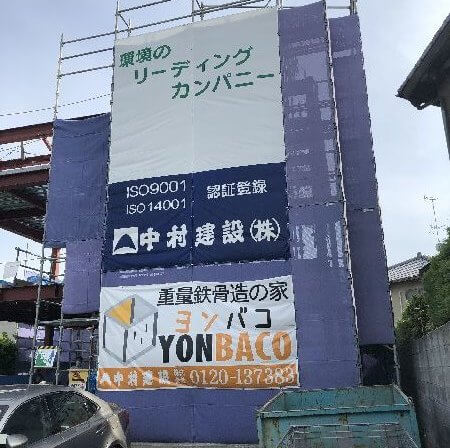 環境の
リーディング
カンパニー
ISO9001
ISO14001
認証登録
中村建設(株)
重量鉄骨造の家
ヨンバコ
YONBACO
中村建設 0120-137383